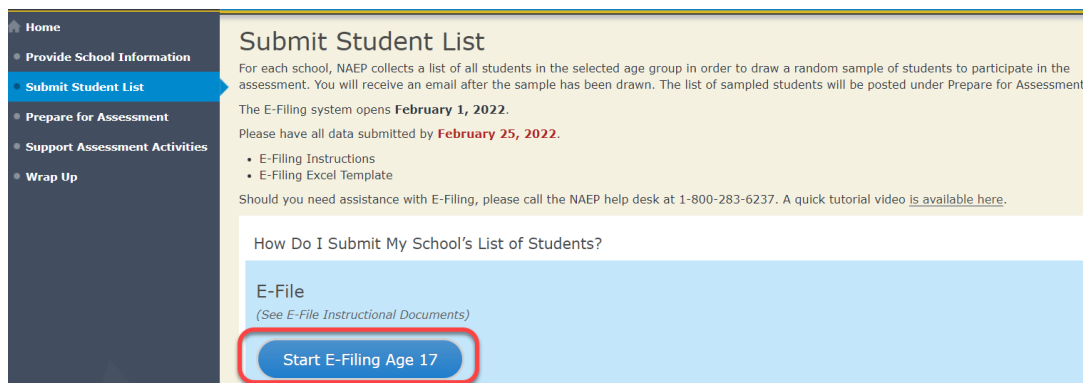 Home
Provide School Information
Submit Student List
Prepare for Assessment
Support Assessment Activities
Wrap Up
Submit Student List
For each school, NAEP collects a list of all students in the selected age group in order to draw a random sample of students to participate in the
assessment. You will receive an email after the sample has been drawn. The list of sampled students will be posted under Prepare for Assessment
The E-Filing system opens February 1, 2022.
Please have all data submitted by February 25, 2022.
• E-Filing Instructions
• E-Filing Excel Template
Should you need assistance with E-Filing, please call the NAEP help desk at 1-800-283-6237. A quick tutorial video is available here.
How Do I Submit My School's List of Students?
E-File
(See E-File Instructional Documents)
Start E-Filing Age 17